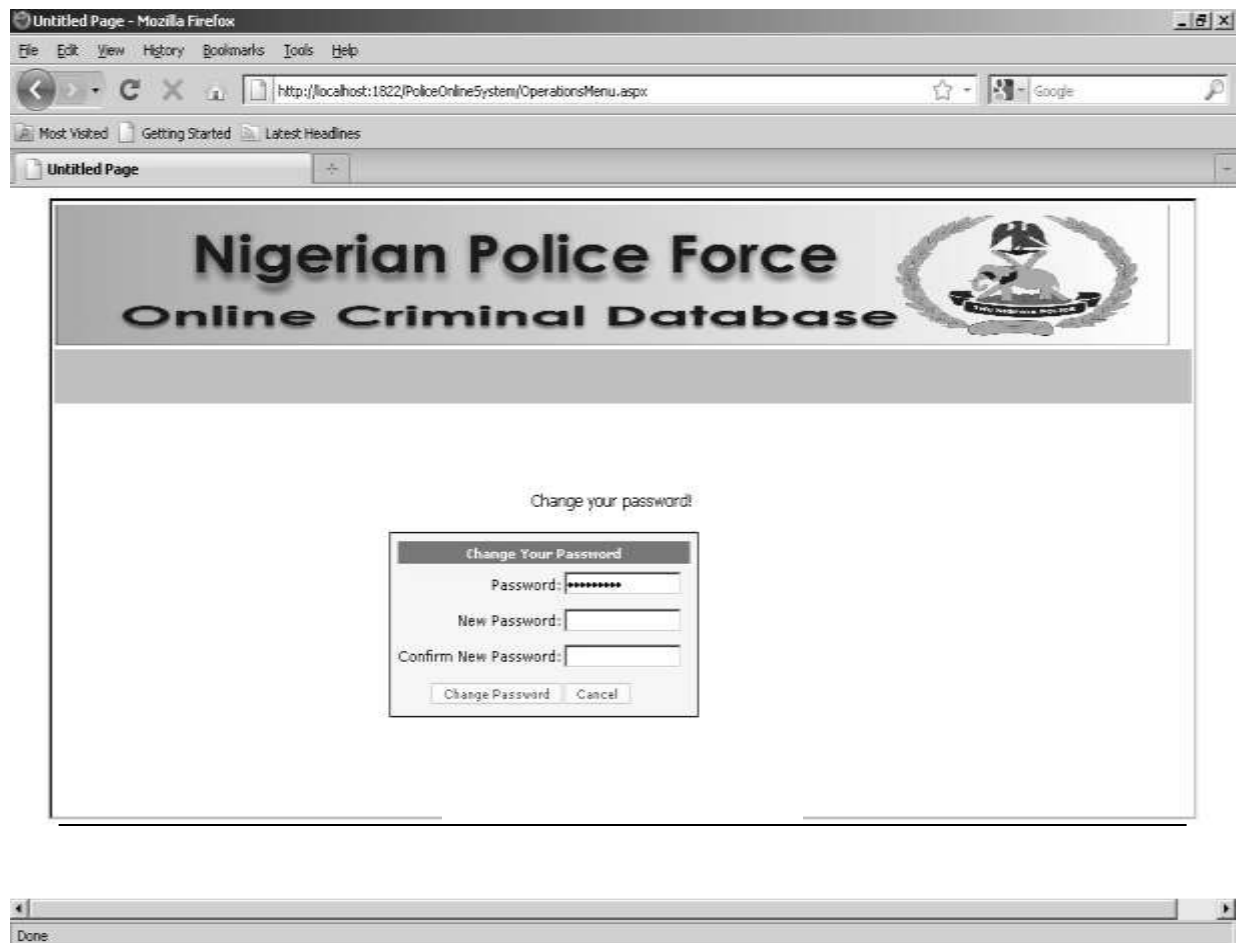 Untitled Page - Mozilla Firefox
File Edit View History Bookmarks Tools Help
http://localhost:1822/PoliceOnlineSystem/OperationsMenu.aspx
Google
Most Visited Getting Started Latest Headlines
Untitled Page
Nigerian Police Force
Online Criminal Database
Change your password!
Change Your Password
Password: •••••••••
New Password:
Confirm New Password:
Change Password Cancel
Done